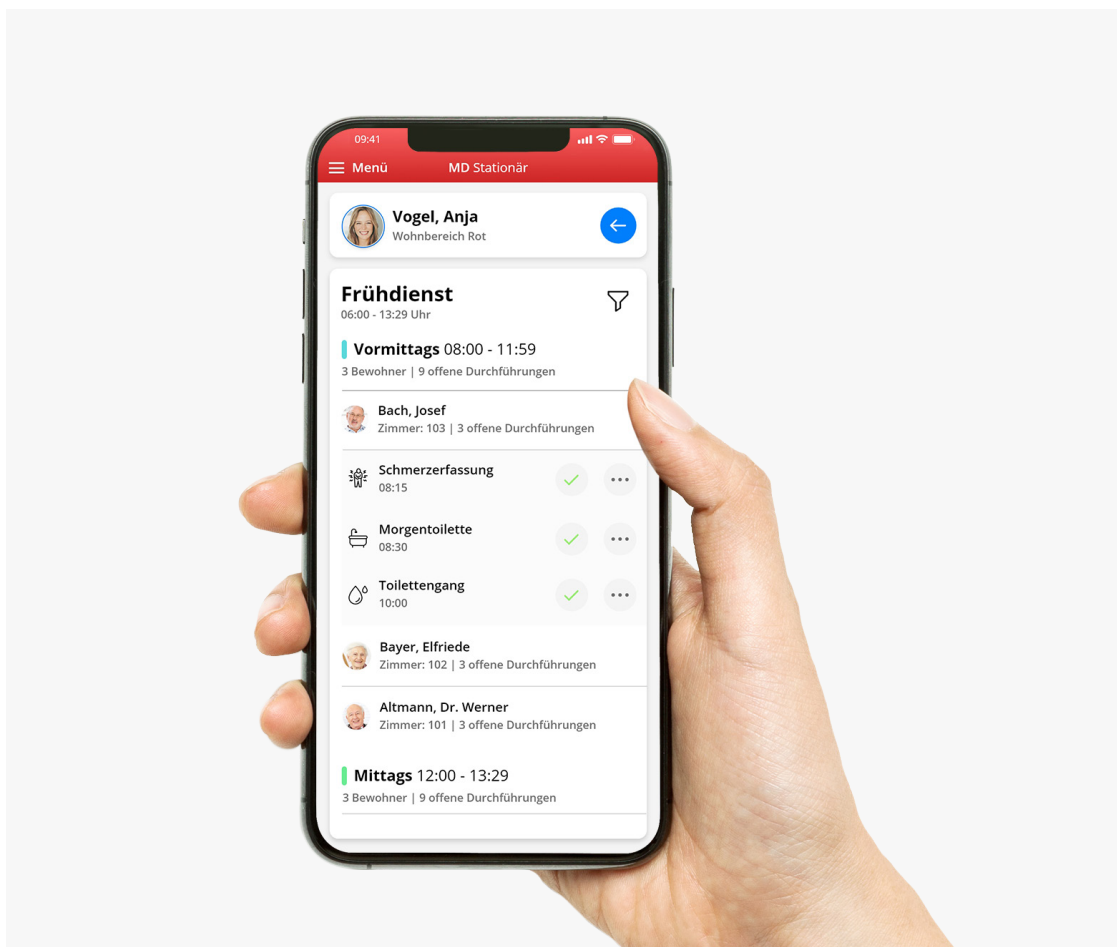 09:41
Menü MD Stationär
Vogel, Anja
Wohnbereich Rot
Frühdienst
06:00 - 13:29 Uhr
Vormittags 08:00 - 11:59
3 Bewohner | 9 offene Durchführungen
Bach, Josef
Zimmer: 103 | 3 offene Durchführungen
Schmerzerfassung
08:15
Morgentoilette
08:30
Toilettengang
10:00
Bayer, Elfriede
Zimmer: 102 | 3 offene Durchführungen
Altmann, Dr. Werner
Zimmer: 101 | 3 offene Durchführungen
Mittags 12:00 - 13:29
3 Bewohner | 9 offene Durchführungen